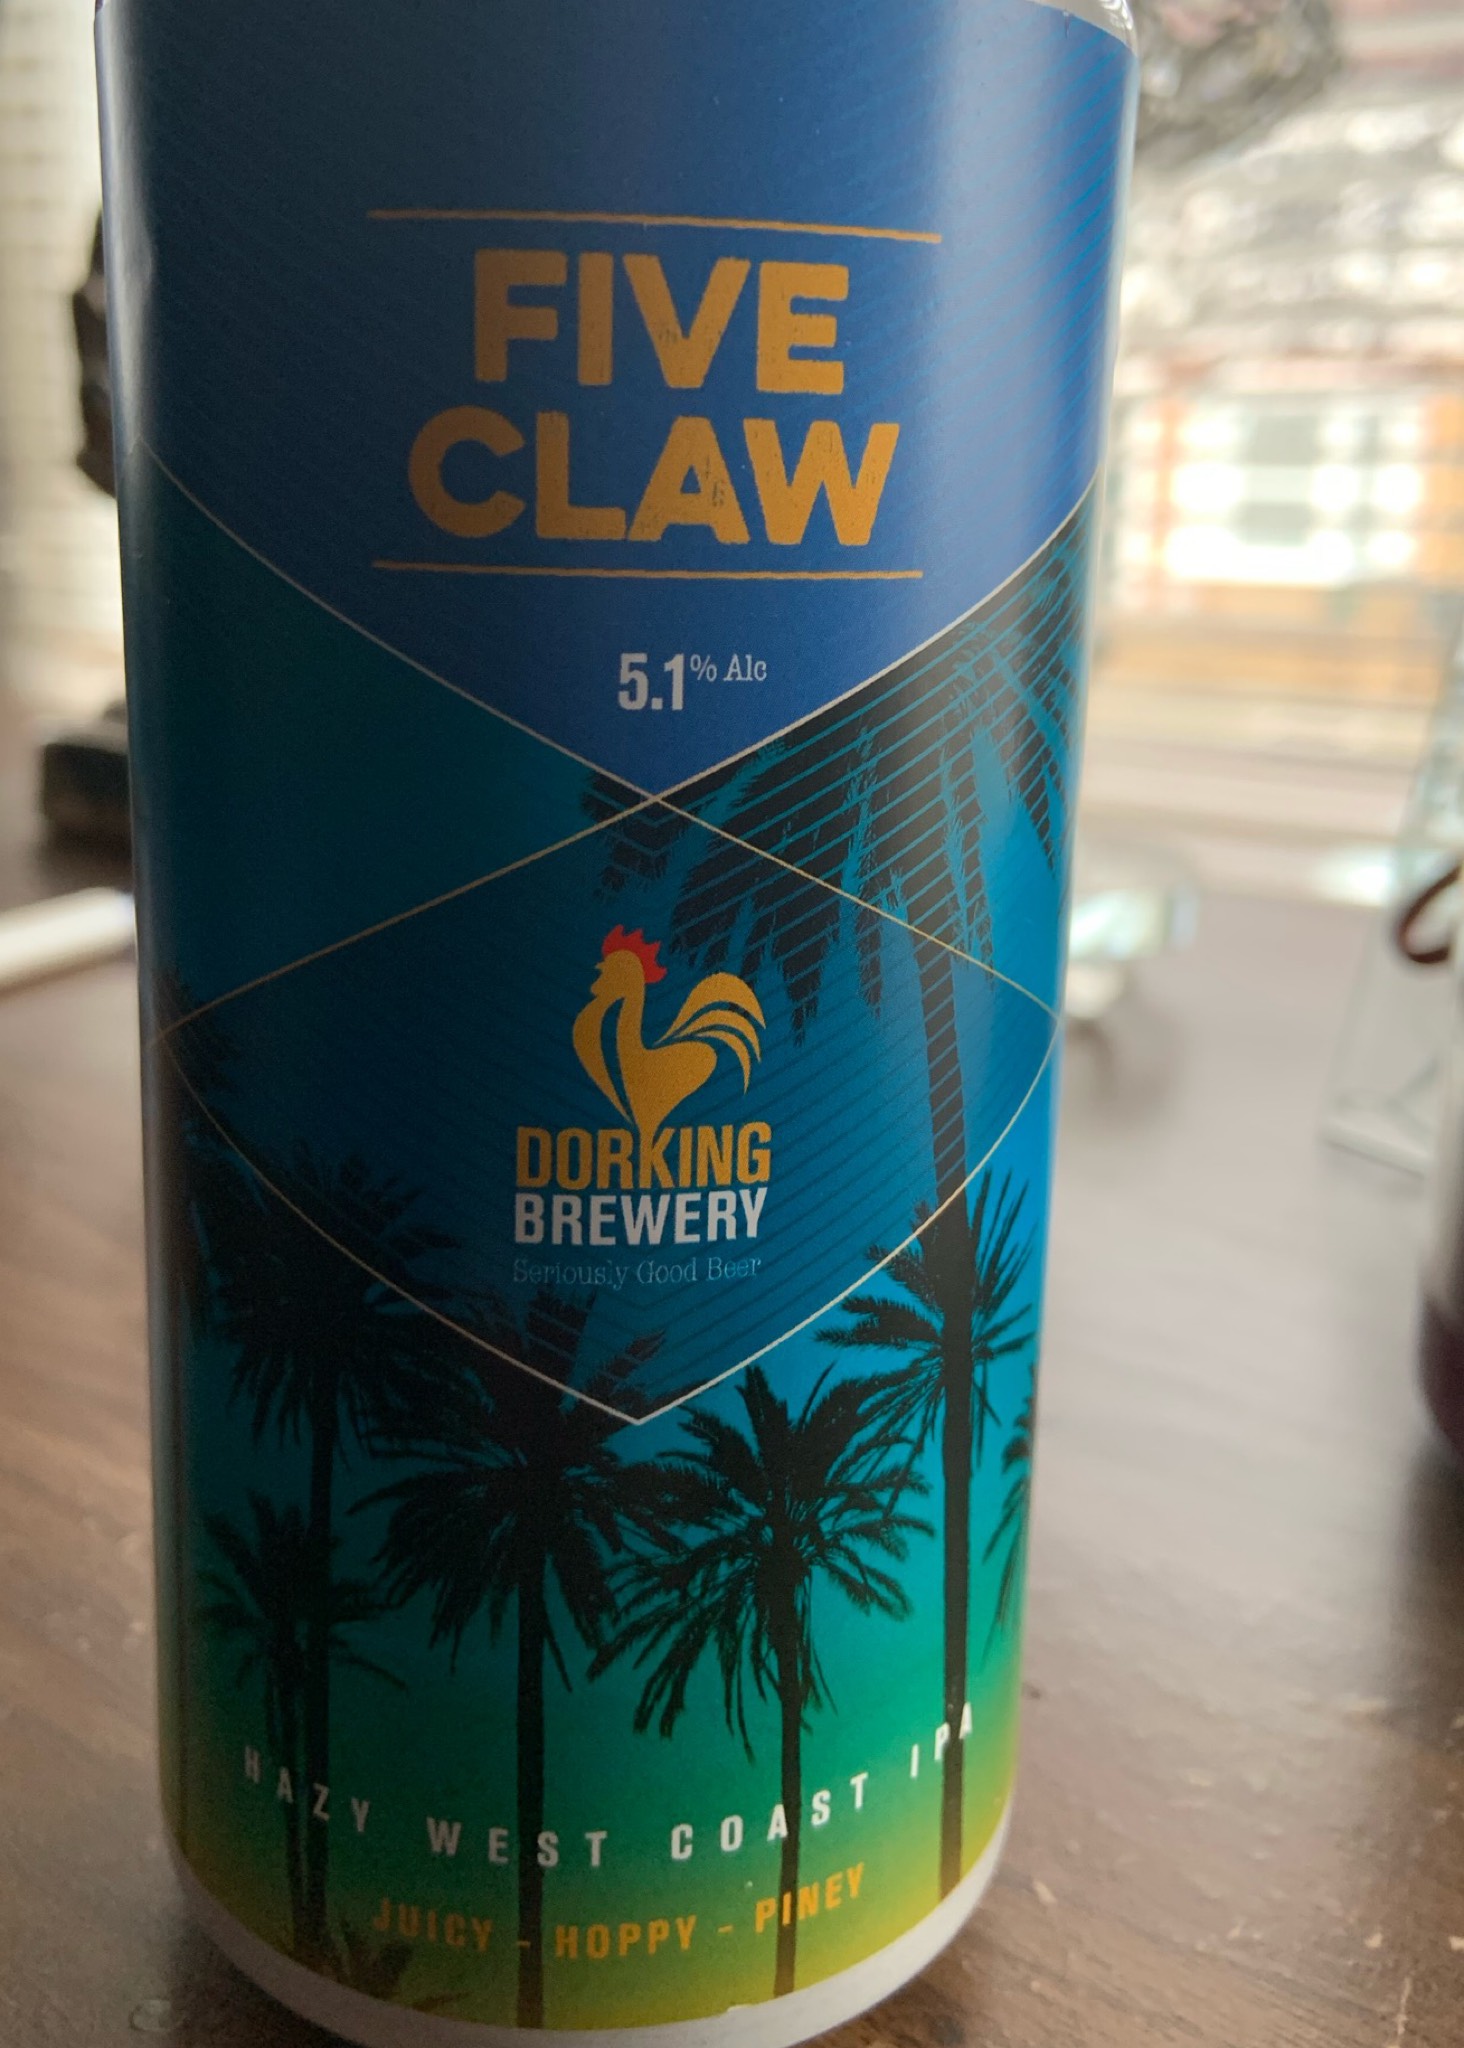 FIVE
CLAW
5.1% Alc
DORKING
BREWERY
Seriously Good Beer
HAZY WEST COAST IPA
JUICY - HOPPY - PINEY